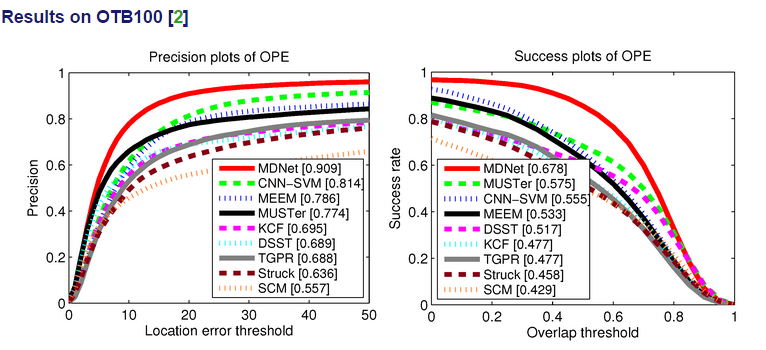 Results on OTB100 [2]
Precision plots of OPE
1
0.8
0.6
0.4
0.2
0
0 10 20 30 40 50
Precision
Location error threshold
MDNet [0.909]
CNN-SVM [0.814]
MEEM [0.786]
MUSTer [0.774]
KCF [0.695]
DSST [0.689]
TGPR [0.688]
Struck [0.636]
SCM [0.557]
Success plots of OPE
1
0.8
0.6
0.4
0.2
0
0 0.2 0.4 0.6 0.8 1
Success rate
Overlap threshold
MDNet [0.678]
MUSTer [0.575]
CNN-SVM [0.555]
MEEM [0.533]
DSST [0.517]
KCF [0.477]
TGPR [0.477]
Struck [0.458]
SCM [0.429]